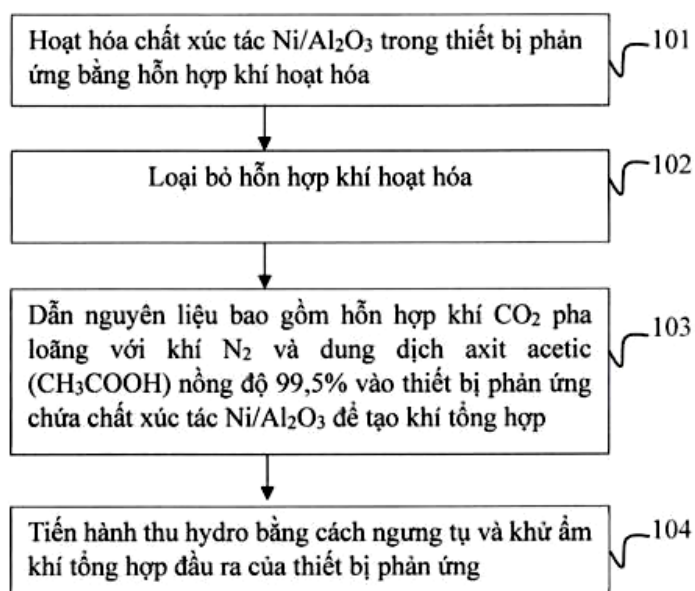 Hoạt hóa chất xúc tác Ni/Al₂O₃ trong thiết bị phản
ứng bằng hỗn hợp khí hoạt hóa
101
Loại bỏ hỗn hợp khí hoạt hóa
102
Dẫn nguyên liệu bao gồm hỗn hợp khí CO₂ pha
loãng với khí N₂ và dung dịch axit acetic
(CH₃COOH) nồng độ 99,5% vào thiết bị phản ứng
chứa chất xúc tác Ni/Al₂O₃ để tạo khí tổng hợp
103
Tiến hành thu hydro bằng cách ngưng tụ và khử ẩm
khí tổng hợp đầu ra của thiết bị phản ứng
104